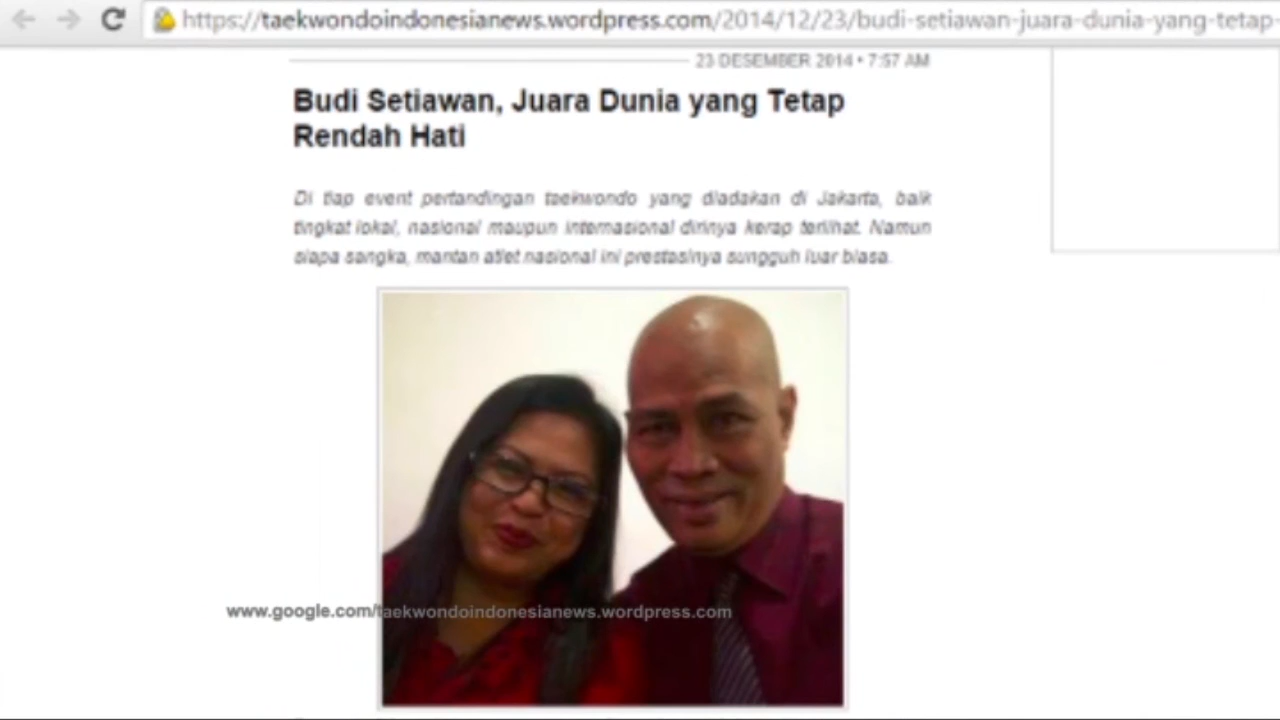 https://taekwondoindonesianews.wordpress.com/2014/12/23/budi-setiawan-juara-dunia-yang-tetap-
23 DESEMBER 2014 • 7:57 AM
Budi Setiawan, Juara Dunia yang Tetap
Rendah Hati
Di tiap event pertandingan taekwondo yang diadakan di Jakarta, baik
tingkat lokal, nasional maupun internasional dirinya kerap terlihat. Namun
siapa sangka, mantan atlet nasional ini prestasinya sungguh luar biasa.
www.google.com/taekwondoindonesianews.wordpress.com